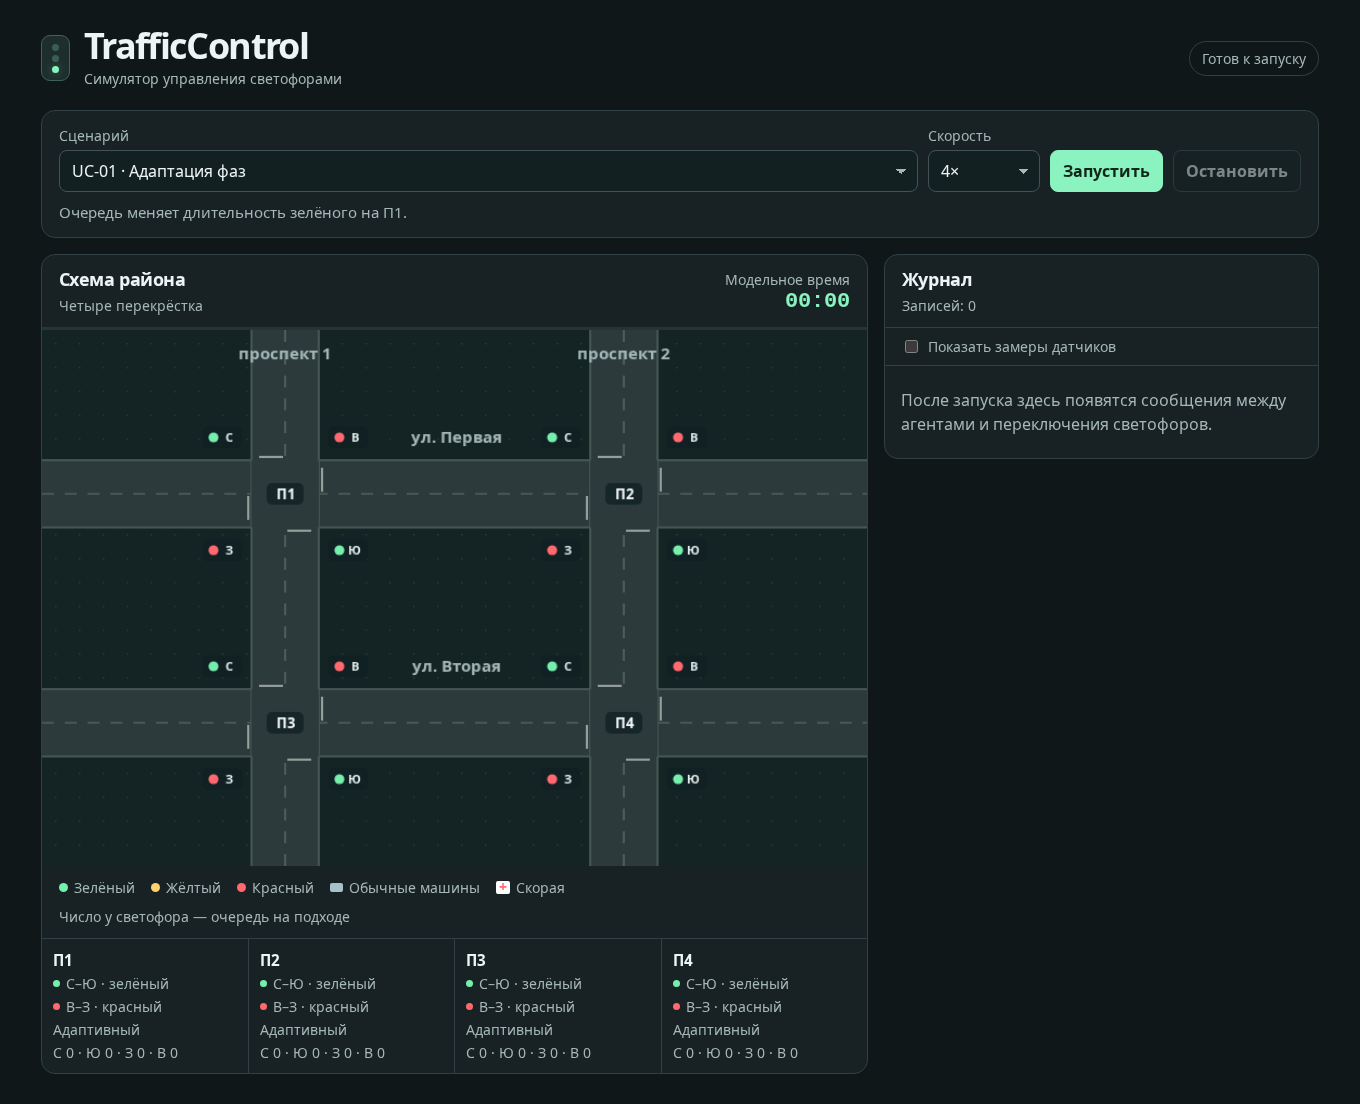 TrafficControl
Симулятор управления светофорами
Готов к запуску
Сценарий
Скорость
UC-01 · Адаптация фаз
4×
Запустить
Остановить
Очередь меняет длительность зелёного на П1.
Схема района
Четыре перекрёстка
Модельное время
00:00
проспект 1
проспект 2
С
В
ул. Первая
С
В
П1
П2
З
Ю
З
Ю
С
В
ул. Вторая
С
В
П3
П4
З
Ю
З
Ю
Зелёный
Жёлтый
Красный
Обычные машины
Скорая
Число у светофора — очередь на подходе
П1
С–Ю · зелёный
В–З · красный
Адаптивный
С 0 · Ю 0 · З 0 · В 0
П2
С–Ю · зелёный
В–З · красный
Адаптивный
С 0 · Ю 0 · З 0 · В 0
П3
С–Ю · зелёный
В–З · красный
Адаптивный
С 0 · Ю 0 · З 0 · В 0
П4
С–Ю · зелёный
В–З · красный
Адаптивный
С 0 · Ю 0 · З 0 · В 0
Журнал
Записей: 0
Показать замеры датчиков
После запуска здесь появятся сообщения между
агентами и переключения светофоров.